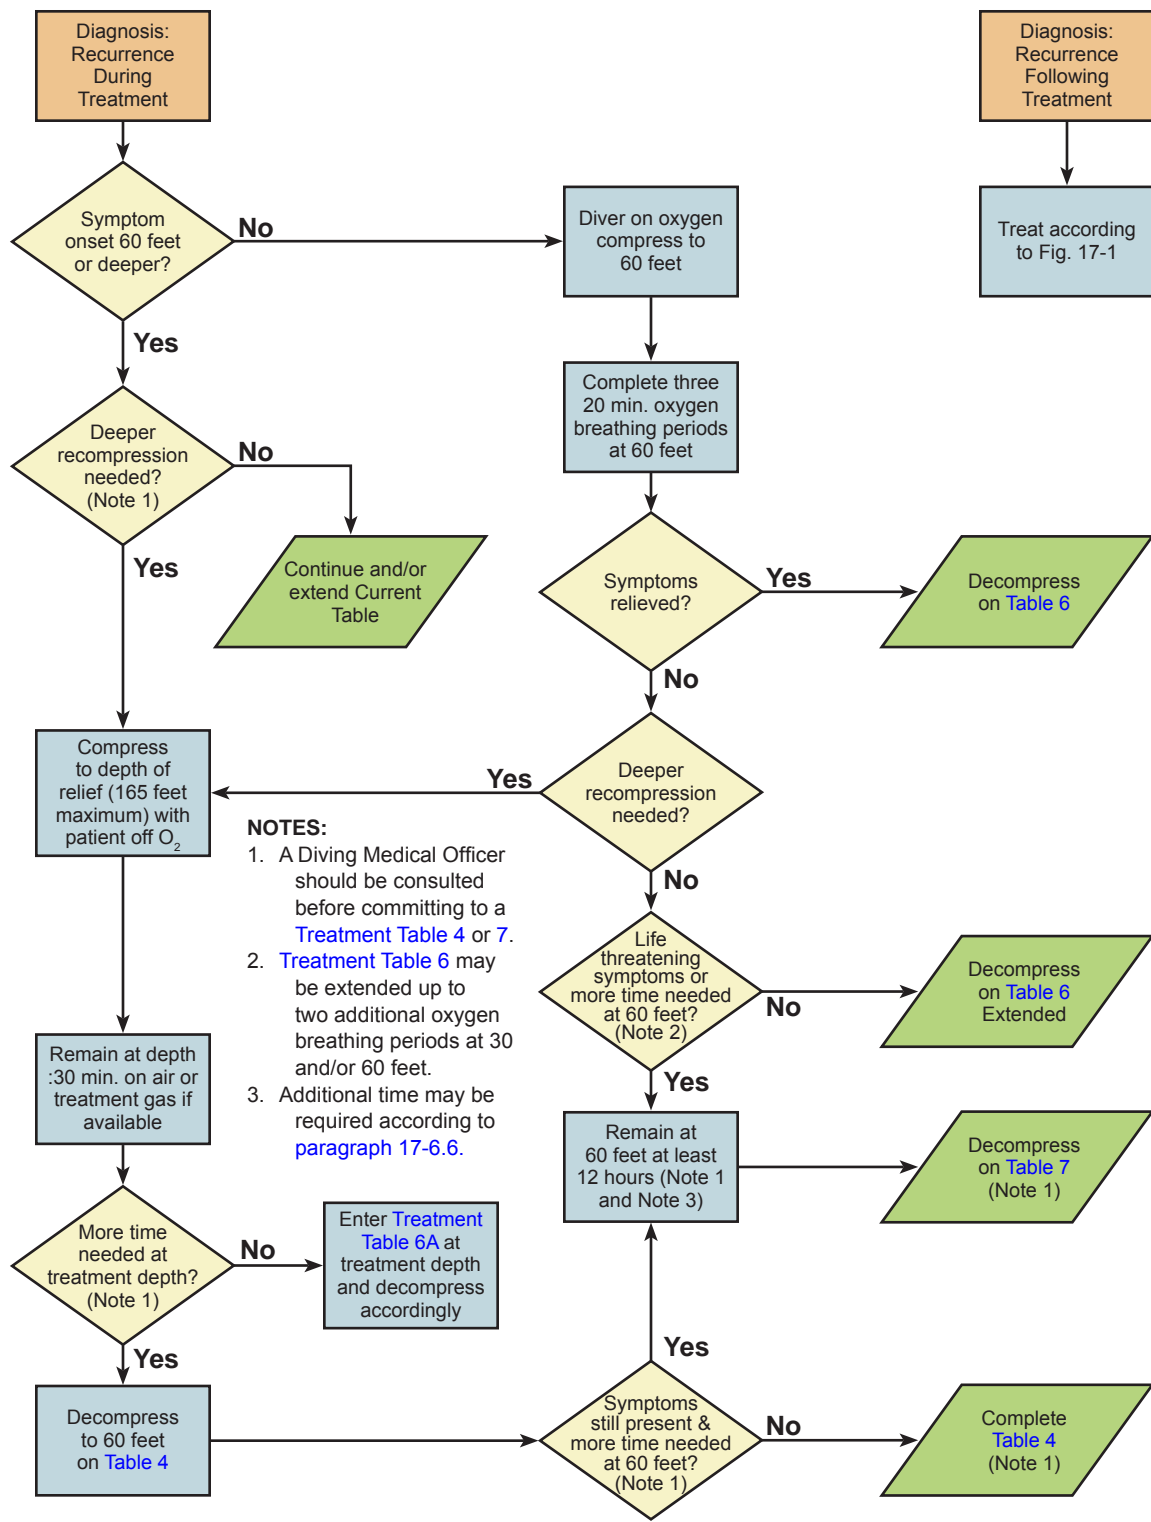 Diagnosis:
Recurrence
During
Treatment
Diagnosis:
Recurrence
Following
Treatment
Symptom
onset 60 feet
or deeper?
No
Diver on oxygen
compress to
60 feet
Treat according
to Fig. 17-1
Yes
Complete three
20 min. oxygen
breathing periods
at 60 feet
Deeper
recompression
needed?
(Note 1)
No
Yes
Continue and/or
extend Current
Table
Symptoms
relieved?
Yes
Decompress
on Table 6
No
Compress
to depth of
relief (165 feet
maximum) with
patient off O₂
Yes
Deeper
recompression
needed?
No
NOTES:
1. A Diving Medical Officer
should be consulted
before committing to a
Treatment Table 4 or 7.
2. Treatment Table 6 may
be extended up to
two additional oxygen
breathing periods at 30
and/or 60 feet.
3. Additional time may be
required according to
paragraph 17-6.6.
Life
threatening
symptoms or
more time needed
at 60 feet?
(Note 2)
No
Decompress
on Table 6
Extended
Yes
Remain at depth
:30 min. on air or
treatment gas if
available
Remain at
60 feet at least
12 hours (Note 1
and Note 3)
Decompress
on Table 7
(Note 1)
More time
needed at
treatment depth?
(Note 1)
No
Enter Treatment
Table 6A at
treatment depth
and decompress
accordingly
Yes
Yes
Decompress
to 60 feet
on Table 4
Symptoms
still present &
more time needed
at 60 feet?
(Note 1)
No
Complete
Table 4
(Note 1)